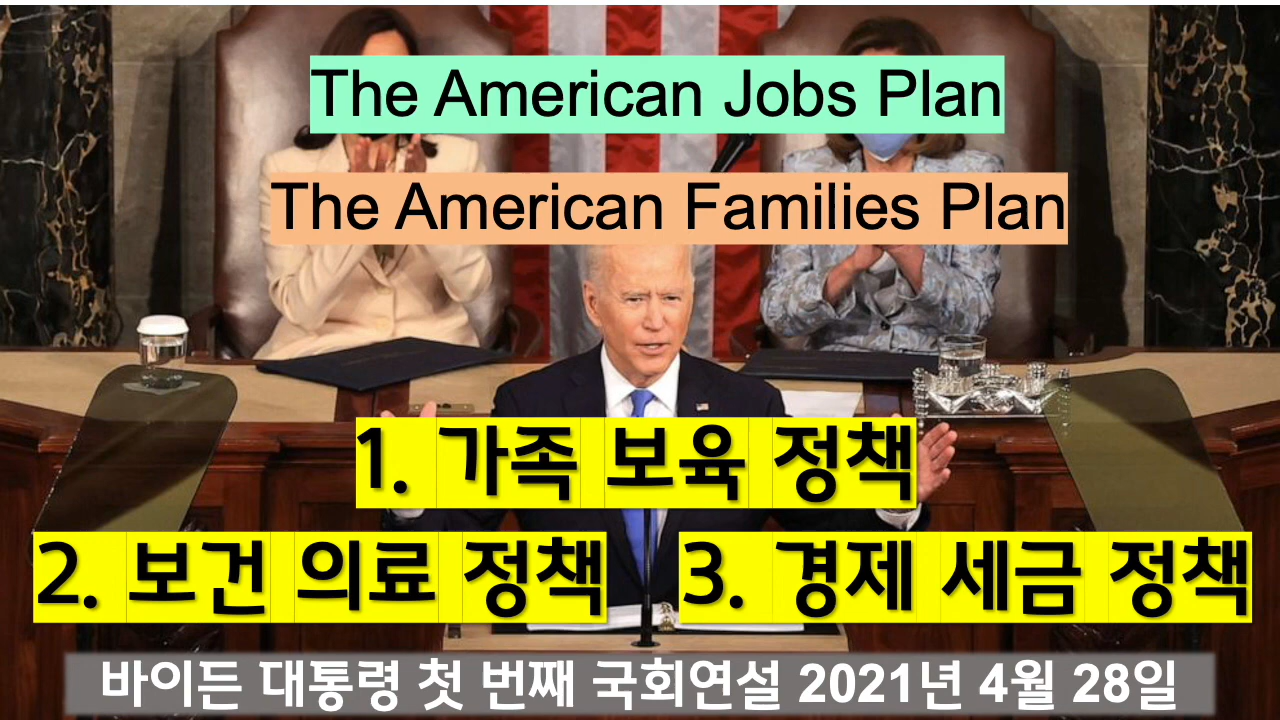 The American Jobs Plan
The American Families Plan
1. 가족 보육 정책
2. 보건 의료 정책 3. 경제 세금 정책
바이든 대통령 첫 번째 국회연설 2021년 4월 28일